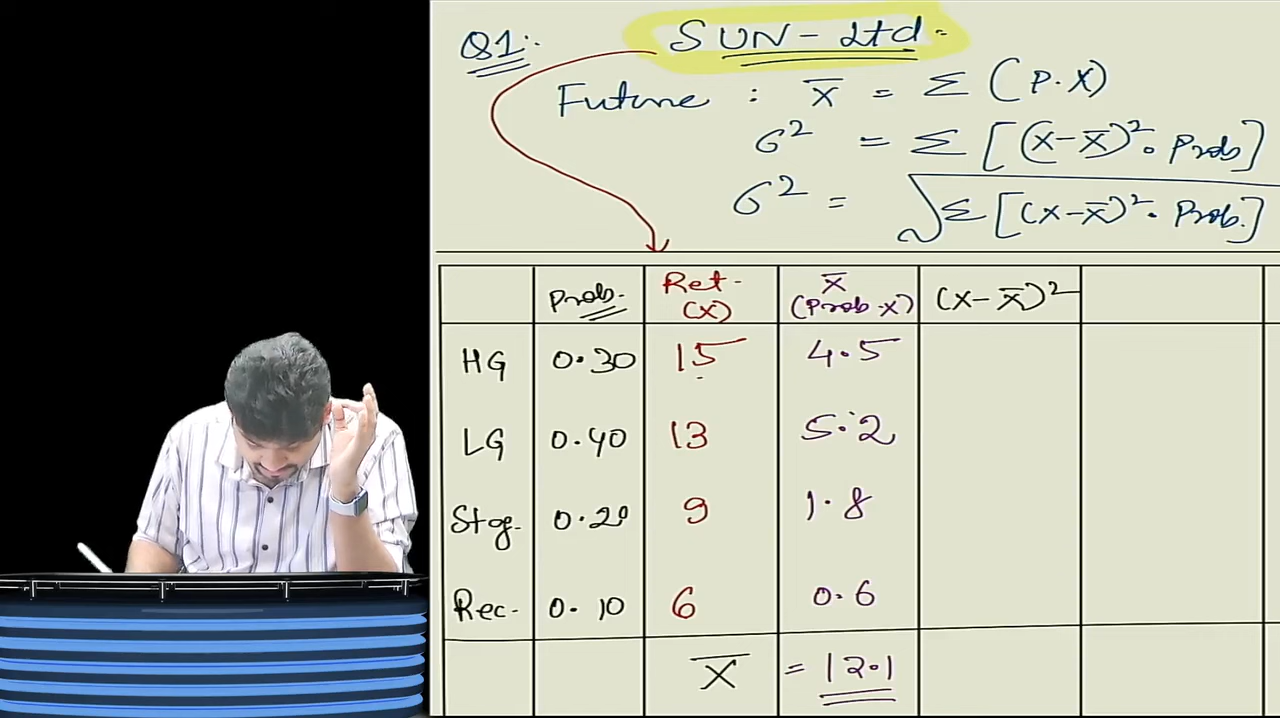 Q1:.
SUN-Ltd.
Future : X̅ = Σ (P.X)
σ² = Σ [(X-X̅)². Prob]
σ² = √Σ [(X-X̅)². Prob.]
Prob. Ret. (X) X̅ (Prob.X) (X-X̅)²
HG 0.30 15 4.5
LG 0.40 13 5.2
Stag. 0.20 9 1.8
Rec. 0.10 6 0.6
X̅ = 12.1